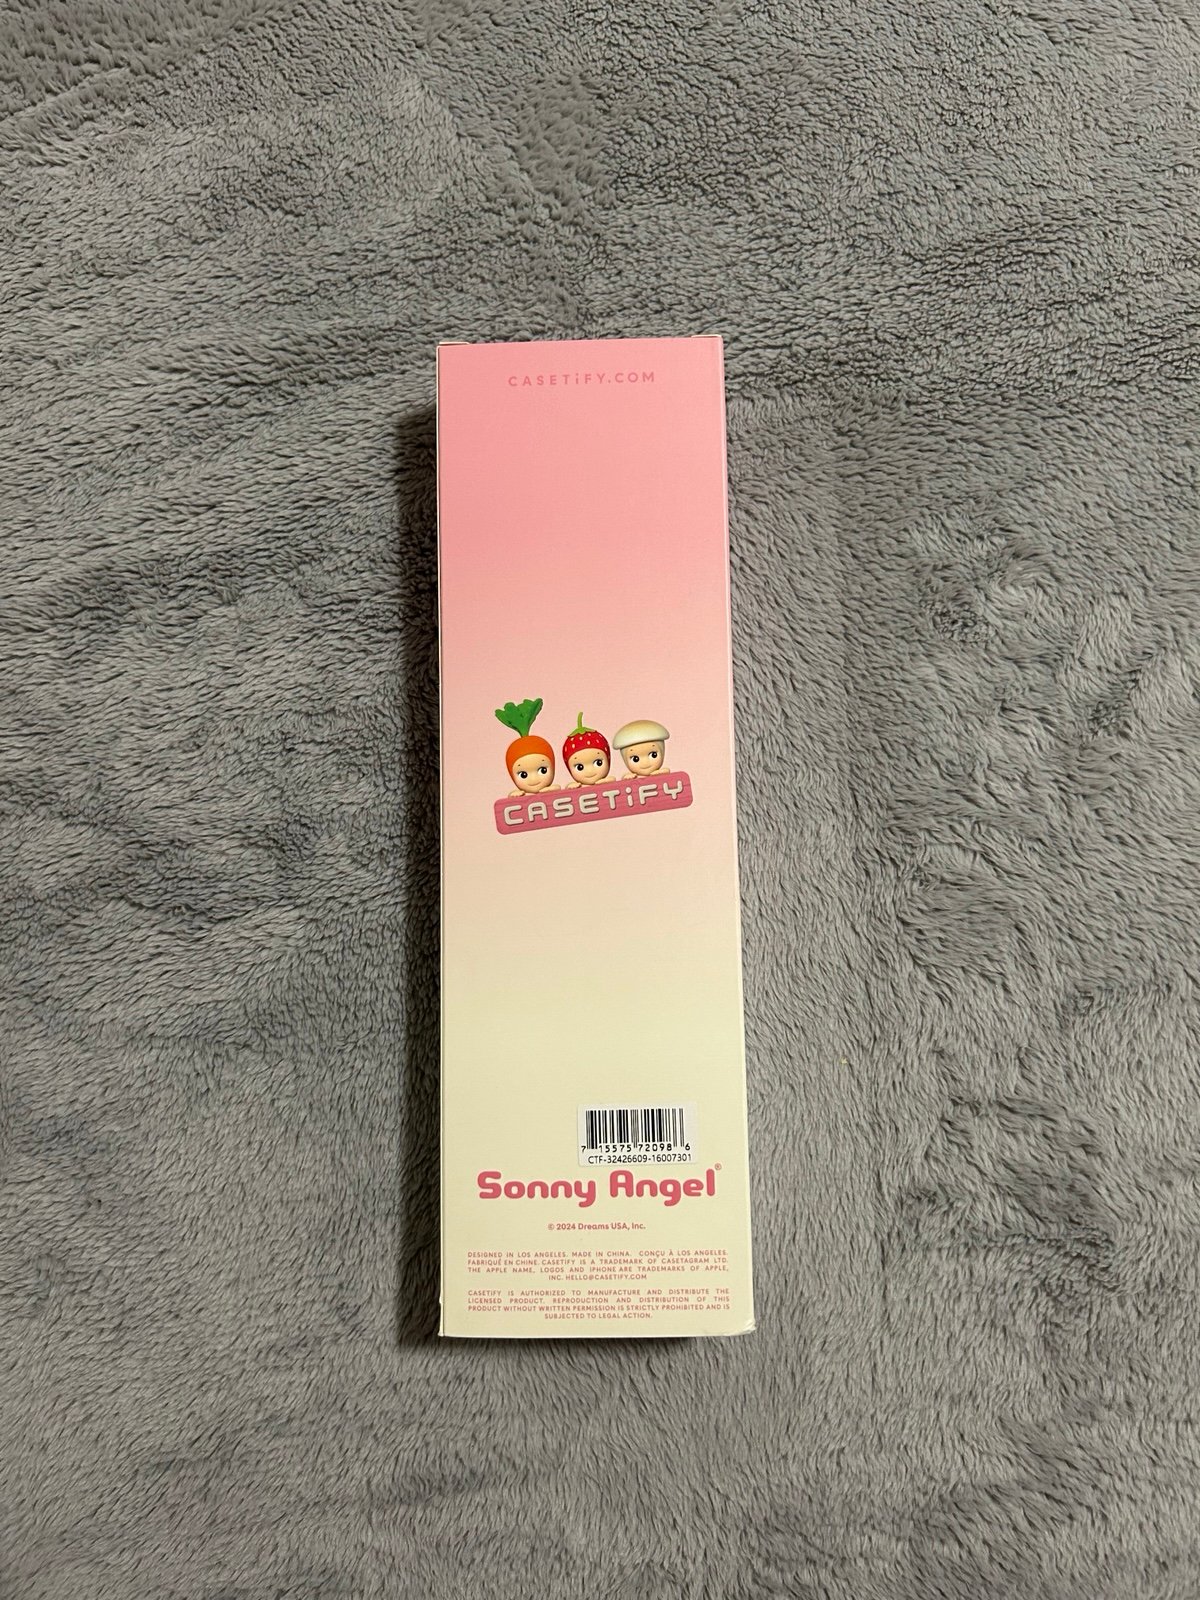 CASETiFY.COM
CASETiFY
7 15575 72098 6
CTF-32426609-16007301
Sonny Angel®
© 2024 Dreams USA, Inc.
DESIGNED IN LOS ANGELES. MADE IN CHINA. CONÇU À LOS ANGELES.
FABRIQUÉ EN CHINE. CASETiFY IS A TRADEMARK OF CASETAGRAM LTD.
THE APPLE NAME, LOGOS AND IPHONE ARE TRADEMARKS OF APPLE,
INC. HELLO@CASETIFY.COM
CASETiFY IS AUTHORIZED TO MANUFACTURE AND DISTRIBUTE THE
LICENSED PRODUCT. REPRODUCTION AND DISTRIBUTION OF THIS
PRODUCT WITHOUT WRITTEN PERMISSION IS STRICTLY PROHIBITED AND IS
SUBJECTED TO LEGAL ACTION.